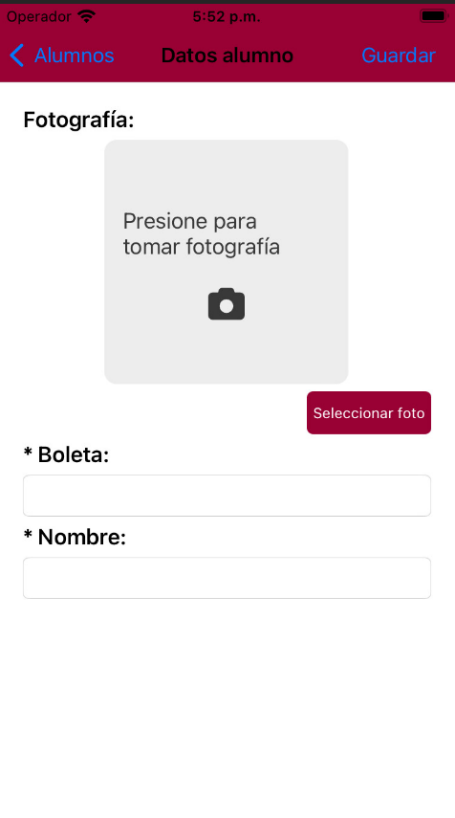 Operador 5:52 p.m.
Alumnos Datos alumno Guardar
Fotografía:
Presione para
tomar fotografía
Seleccionar foto
* Boleta:
* Nombre: